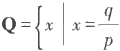 Q = { x | x = q/p